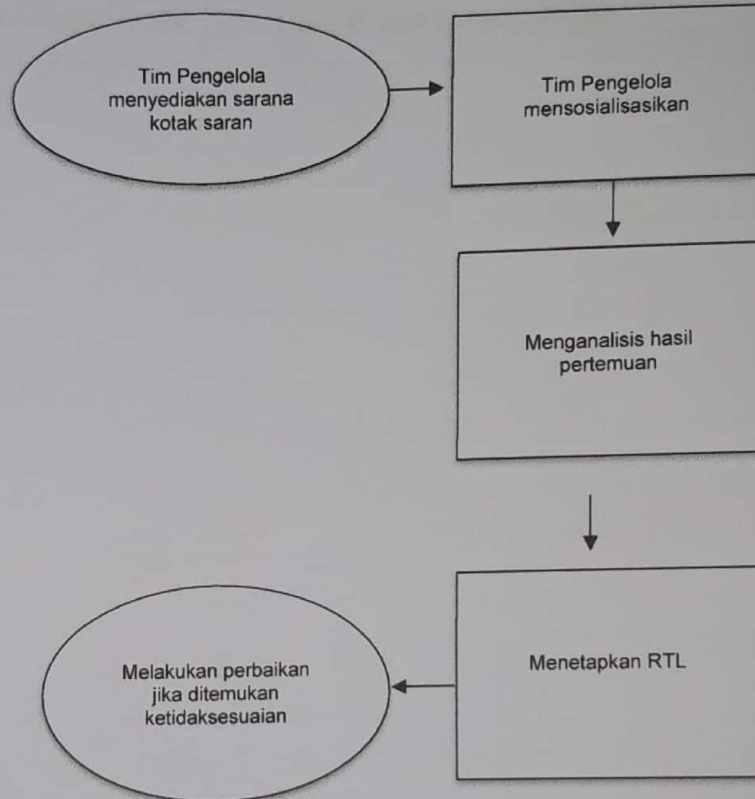 Tim Pengelola
menyediakan sarana
kotak saran
Tim Pengelola
mensosialisasikan
Menganalisis hasil
pertemuan
Menetapkan RTL
Melakukan perbaikan
jika ditemukan
ketidaksesuaian